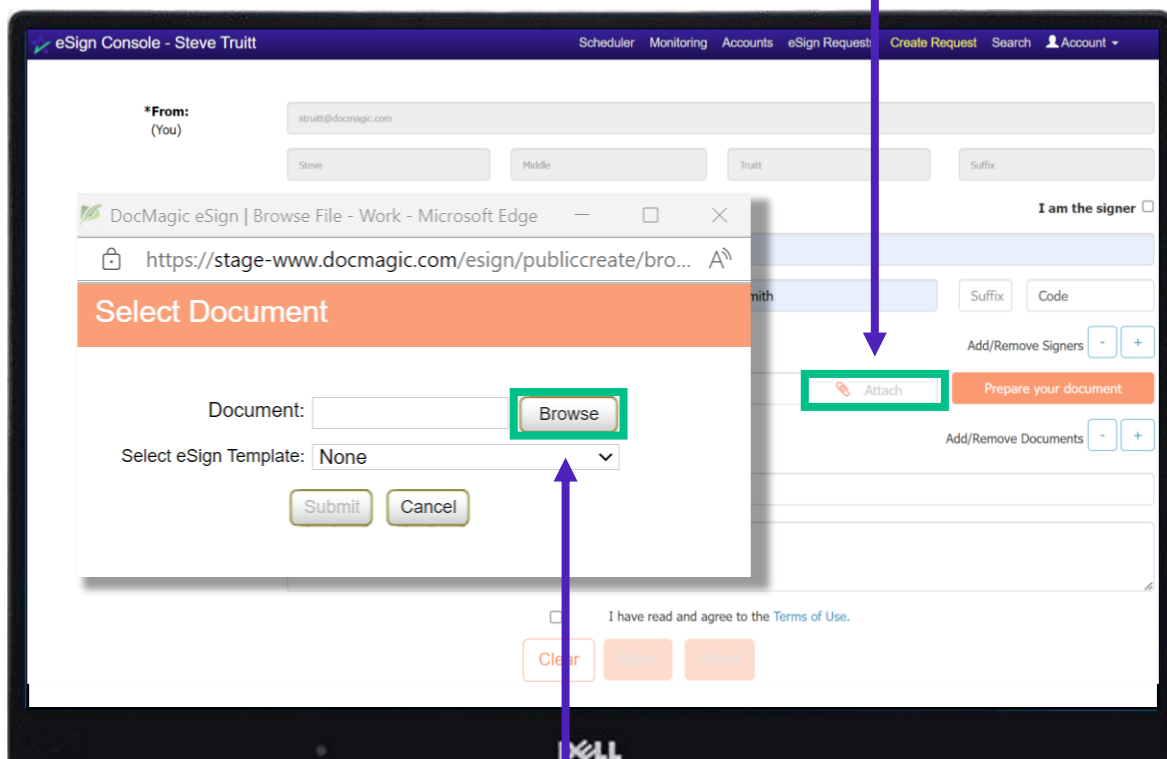 eSign Console - Steve Truitt
Scheduler Monitoring Accounts eSign Requests Create Request Search Account
*From:
(You)
struitt@docmagic.com
Steve Middle Truitt Suffix
I am the signer
DocMagic eSign | Browse File - Work - Microsoft Edge
https://stage-www.docmagic.com/esign/publiccreate/bro...
Select Document
Suffix Code
Add/Remove Signers - +
Attach Prepare your document
Document: Browse
Add/Remove Documents - +
Select eSign Template: None
Submit Cancel
I have read and agree to the Terms of Use.
Clear
DELL